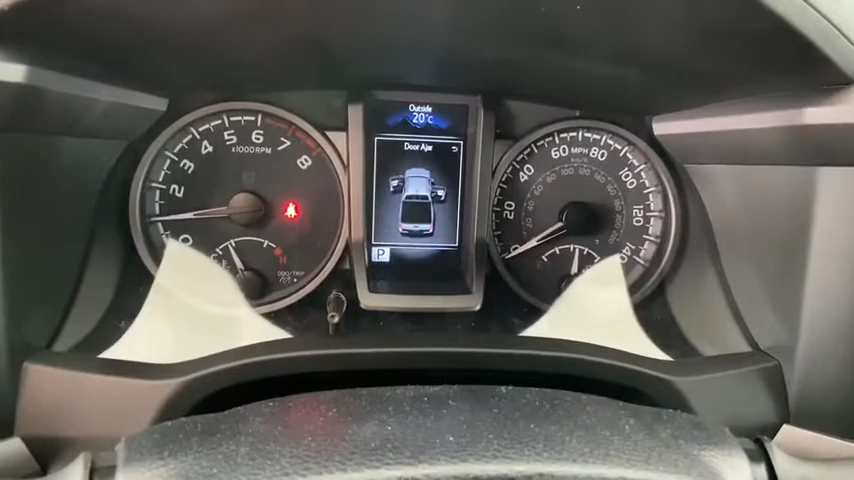 Outside
20°C
Door Ajar
P
8
7
6
5
4
3
2
x1000RPM
E
H
ODO/TRIP
20
40
60 MPH 80
100
120
140